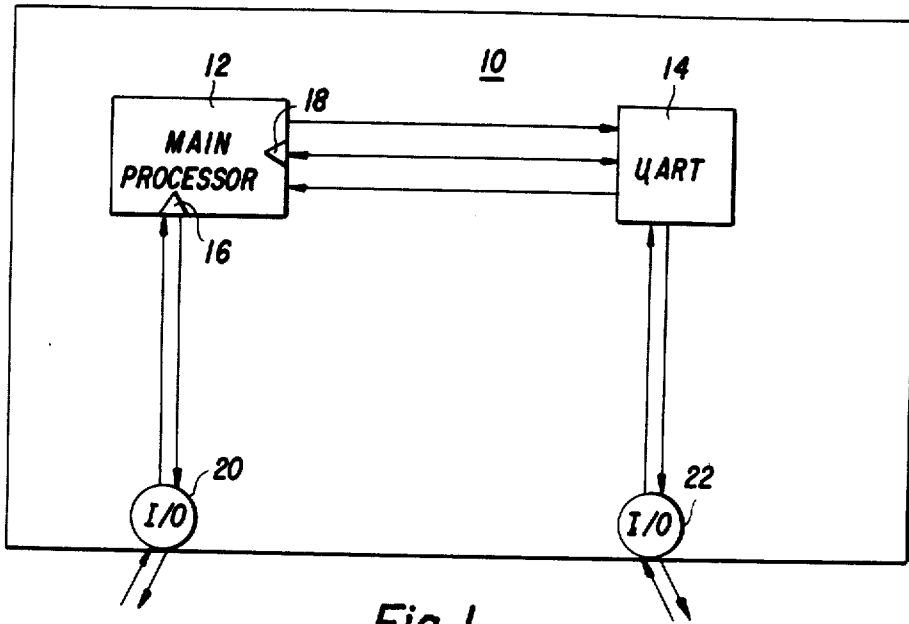 12
10
14
18
MAIN
PROCESSOR
UART
16
20
I/O
22
I/O
Fig. 1